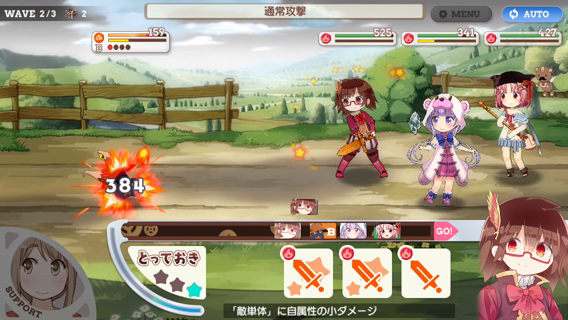 WAVE 2/3 2
通常攻撃
MENU
AUTO
159
B
525
341
427
384
B
GO!
とっておき
SUPPORT
「敵単体」に自属性の小ダメージ